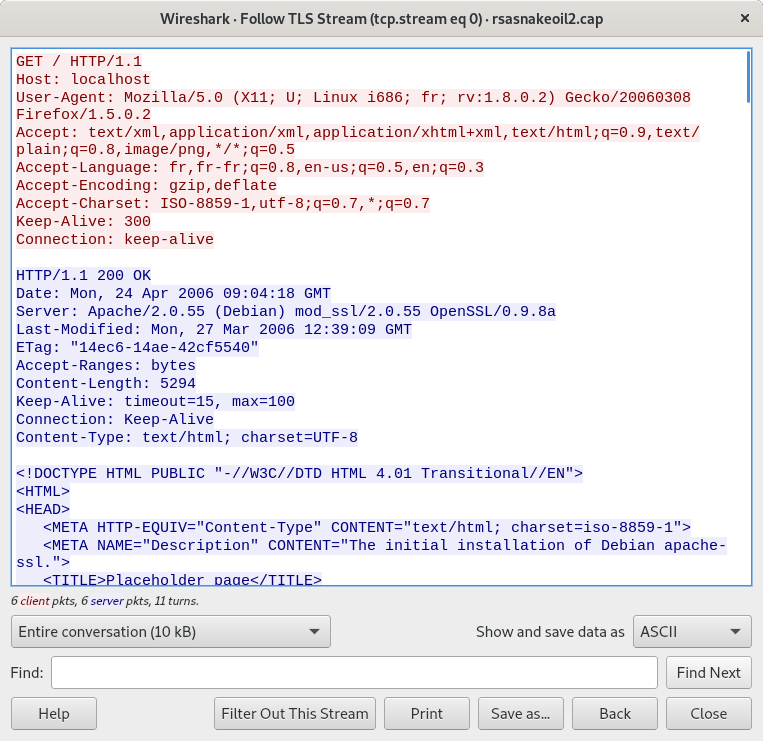 Wireshark · Follow TLS Stream (tcp.stream eq 0) · rsasnakeoil2.cap
×
GET / HTTP/1.1
Host: localhost
User-Agent: Mozilla/5.0 (X11; U; Linux i686; fr; rv:1.8.0.2) Gecko/20060308
Firefox/1.5.0.2
Accept: text/xml,application/xml,application/xhtml+xml,text/html;q=0.9,text/
plain;q=0.8,image/png,*/*;q=0.5
Accept-Language: fr,fr-fr;q=0.8,en-us;q=0.5,en;q=0.3
Accept-Encoding: gzip,deflate
Accept-Charset: ISO-8859-1,utf-8;q=0.7,*;q=0.7
Keep-Alive: 300
Connection: keep-alive

HTTP/1.1 200 OK
Date: Mon, 24 Apr 2006 09:04:18 GMT
Server: Apache/2.0.55 (Debian) mod_ssl/2.0.55 OpenSSL/0.9.8a
Last-Modified: Mon, 27 Mar 2006 12:39:09 GMT
ETag: "14ec6-14ae-42cf5540"
Accept-Ranges: bytes
Content-Length: 5294
Keep-Alive: timeout=15, max=100
Connection: Keep-Alive
Content-Type: text/html; charset=UTF-8

<!DOCTYPE HTML PUBLIC "-//W3C//DTD HTML 4.01 Transitional//EN">
<HTML>
<HEAD>
   <META HTTP-EQUIV="Content-Type" CONTENT="text/html; charset=iso-8859-1">
   <META NAME="Description" CONTENT="The initial installation of Debian apache-
ssl.">
   <TITLE>Placeholder page</TITLE>
6 client pkts, 6 server pkts, 11 turns.
Entire conversation (10 kB)
Show and save data as
ASCII
Find:
Find Next
Help
Filter Out This Stream
Print
Save as...
Back
Close